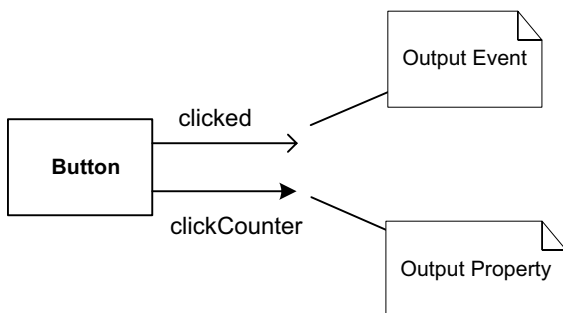 Output Event
clicked
Button
clickCounter
Output Property